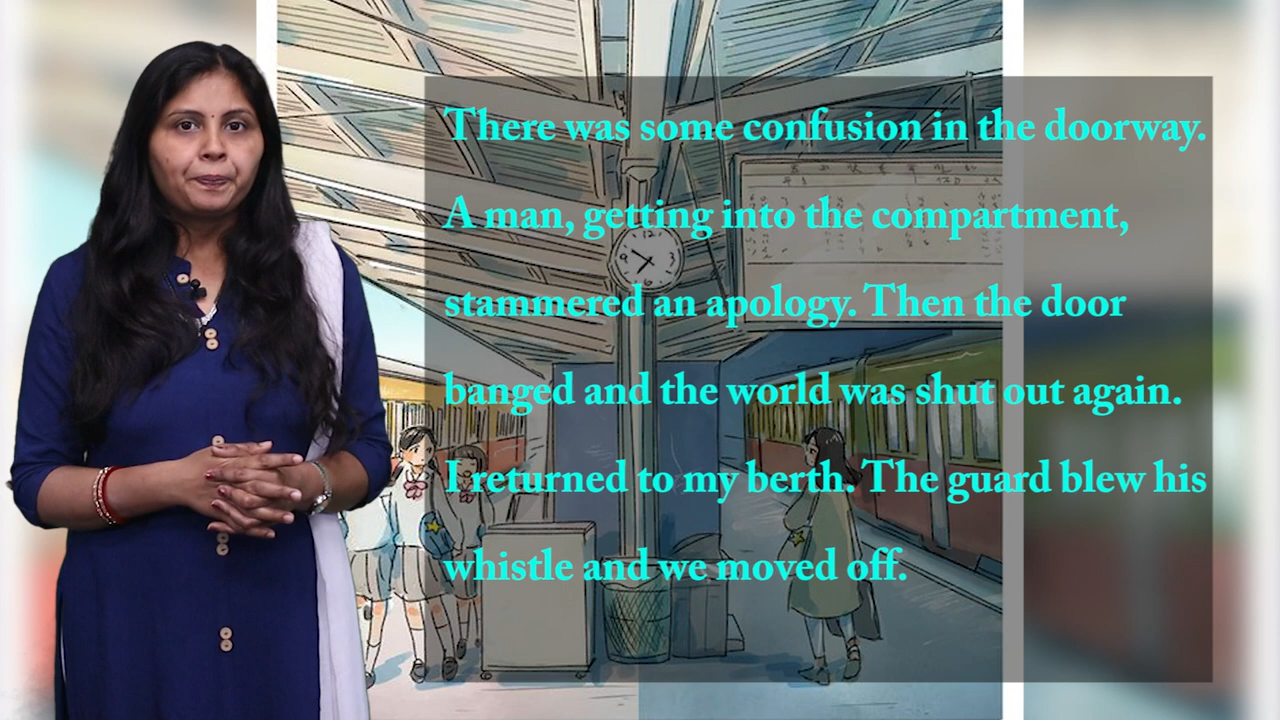 There was some confusion in the doorway.
A man, getting into the compartment,
stammered an apology. Then the door
banged and the world was shut out again.
I returned to my berth. The guard blew his
whistle and we moved off.